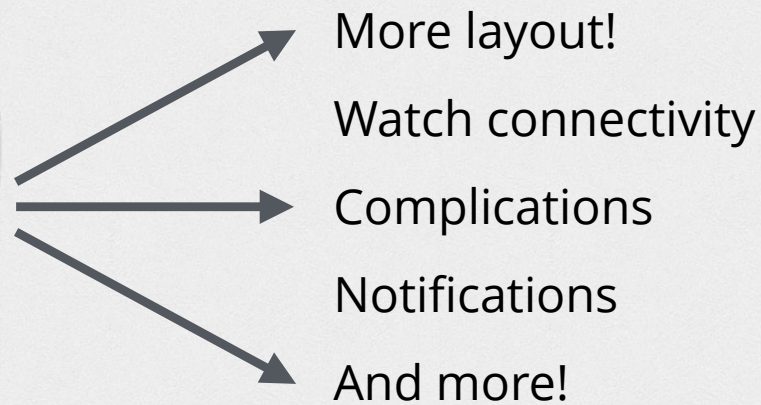 More layout!
Watch connectivity
Complications
Notifications
And more!